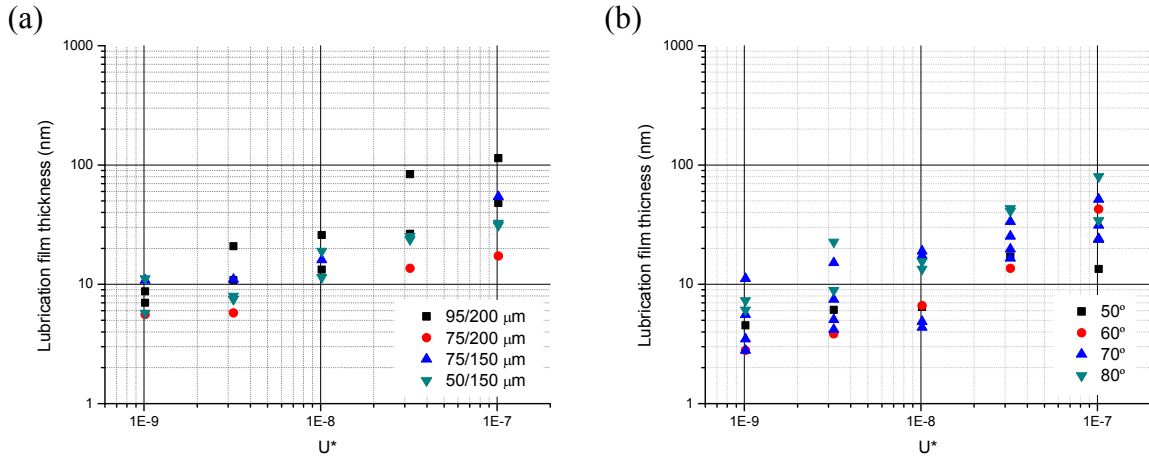 (a)
1000
100
10
1
Lubrication film thickness (nm)
95/200 μm
75/200 μm
75/150 μm
50/150 μm
1E-9
1E-8
1E-7
U*
(b)
1000
100
10
1
Lubrication film thicness (nm)
50º
60º
70º
80º
1E-9
1E-8
1E-7
U*